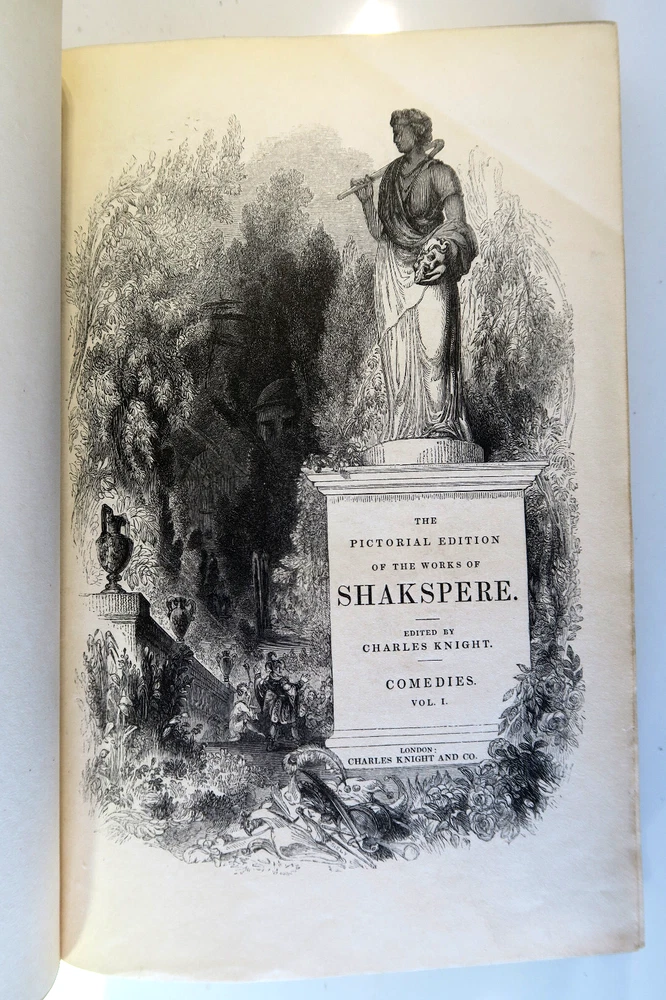 THE
PICTORIAL EDITION
OF THE WORKS OF
SHAKSPERE.
EDITED BY
CHARLES KNIGHT.
COMEDIES.
VOL. I.
LONDON:
CHARLES KNIGHT AND CO.